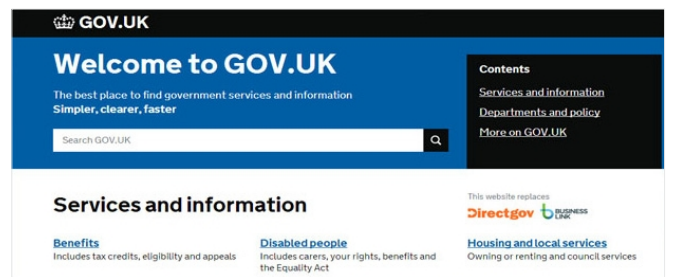 GOV.UK
Welcome to GOV.UK
The best place to find government services and information
Simpler, clearer, faster
Search GOV.UK
Contents
Services and information
Departments and policy
More on GOV.UK
Services and information
This website replaces
Directgov BUSINESS LINK
Benefits
Includes tax credits, eligibility and appeals
Disabled people
Includes carers, your rights, benefits and
the Equality Act
Housing and local services
Owning or renting and council services